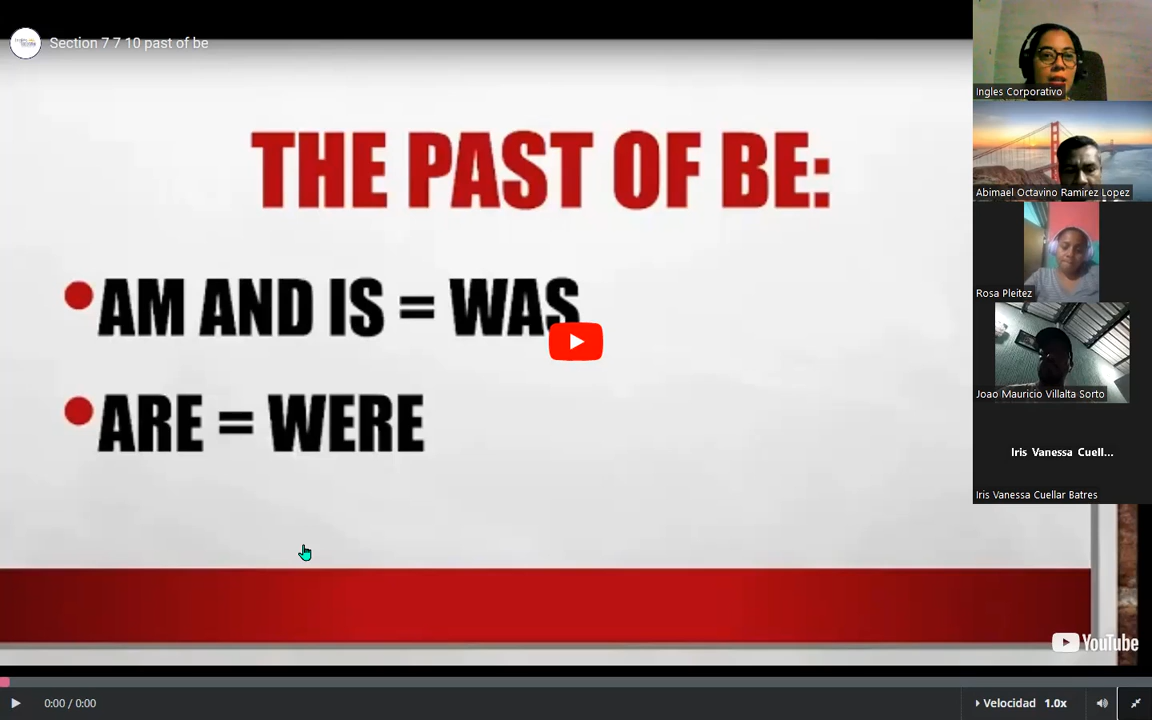 Section 7 7 10 past of be
THE PAST OF BE:
AM AND IS = WAS
ARE = WERE
Ingles Corporativo
Abimael Octavino Ramirez Lopez
Rosa Pleitez
Joao Mauricio Villalta Sorto
Iris Vanessa Cuell...
Iris Vanessa Cuellar Batres
YouTube
0:00 / 0:00
Velocidad 1.0x